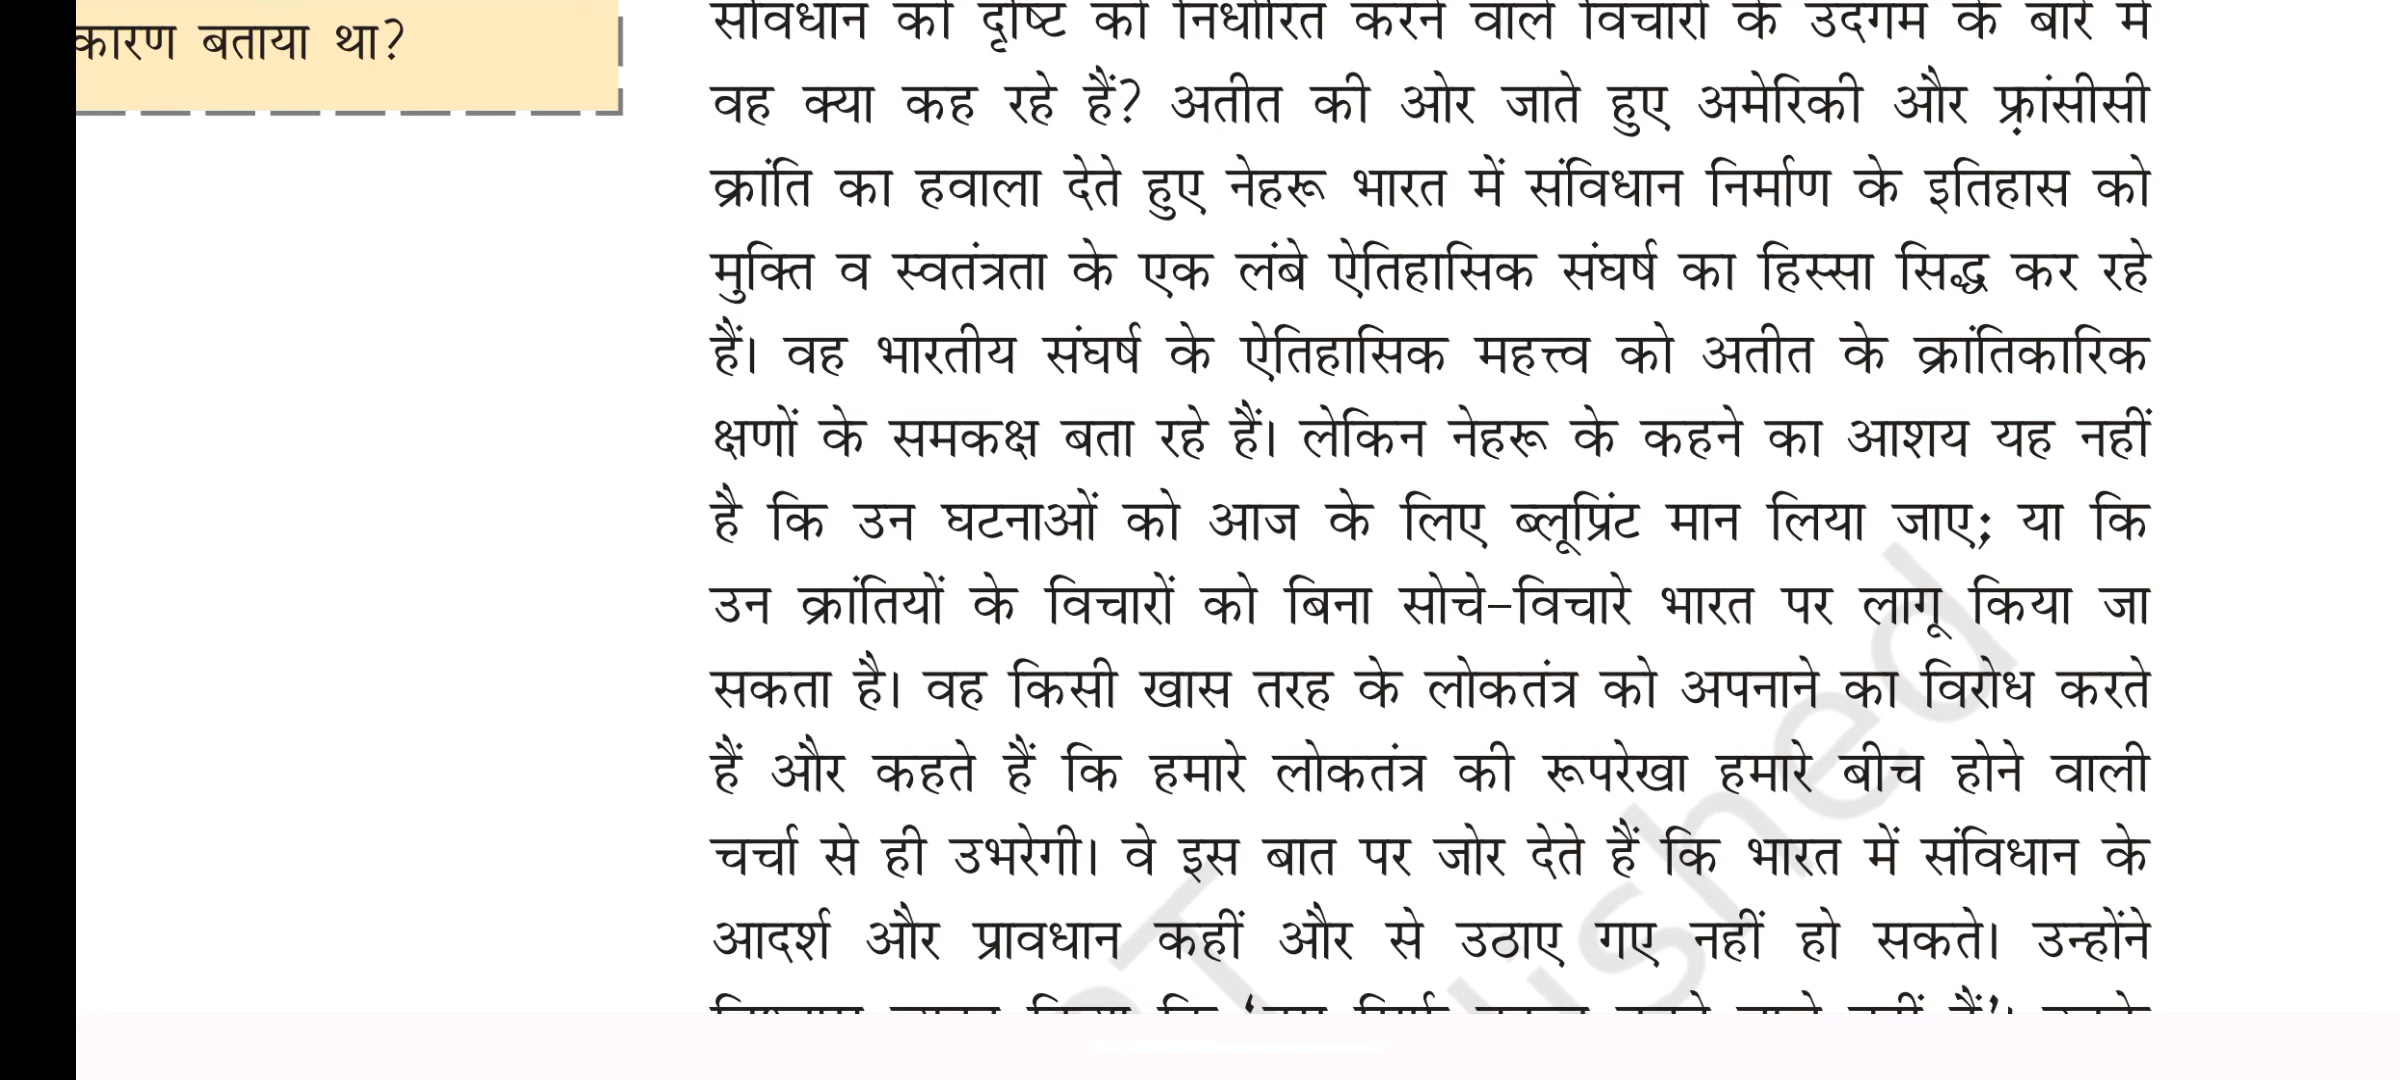 कारण बताया था?
संविधान की दृष्टि को निर्धारित करने वाले विचारों के उद्गम के बारे में
वह क्या कह रहे हैं? अतीत की ओर जाते हुए अमेरिकी और फ़्रांसीसी
क्रांति का हवाला देते हुए नेहरू भारत में संविधान निर्माण के इतिहास को
मुक्ति व स्वतंत्रता के एक लंबे ऐतिहासिक संघर्ष का हिस्सा सिद्ध कर रहे
हैं। वह भारतीय संघर्ष के ऐतिहासिक महत्त्व को अतीत के क्रांतिकारिक
क्षणों के समकक्ष बता रहे हैं। लेकिन नेहरू के कहने का आशय यह नहीं
है कि उन घटनाओं को आज के लिए ब्लूप्रिंट मान लिया जाए; या कि
उन क्रांतियों के विचारों को बिना सोचे-विचारे भारत पर लागू किया जा
सकता है। वह किसी खास तरह के लोकतंत्र को अपनाने का विरोध करते
हैं और कहते हैं कि हमारे लोकतंत्र की रूपरेखा हमारे बीच होने वाली
चर्चा से ही उभरेगी। वे इस बात पर जोर देते हैं कि भारत में संविधान के
आदर्श और प्रावधान कहीं और से उठाए गए नहीं हो सकते। उन्होंने